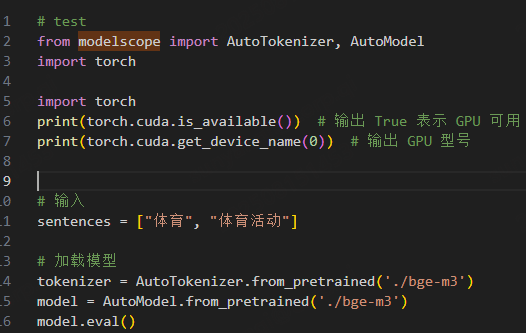 1 # test
2 from modelscope import AutoTokenizer, AutoModel
3 import torch
4
5 import torch
6 print(torch.cuda.is_available())  # 输出 True 表示 GPU 可用
7 print(torch.cuda.get_device_name(0))  # 输出 GPU 型号
8
9
10 # 输入
11 sentences = ["体育", "体育活动"]
12
13 # 加载模型
14 tokenizer = AutoTokenizer.from_pretrained('./bge-m3')
15 model = AutoModel.from_pretrained('./bge-m3')
16 model.eval()